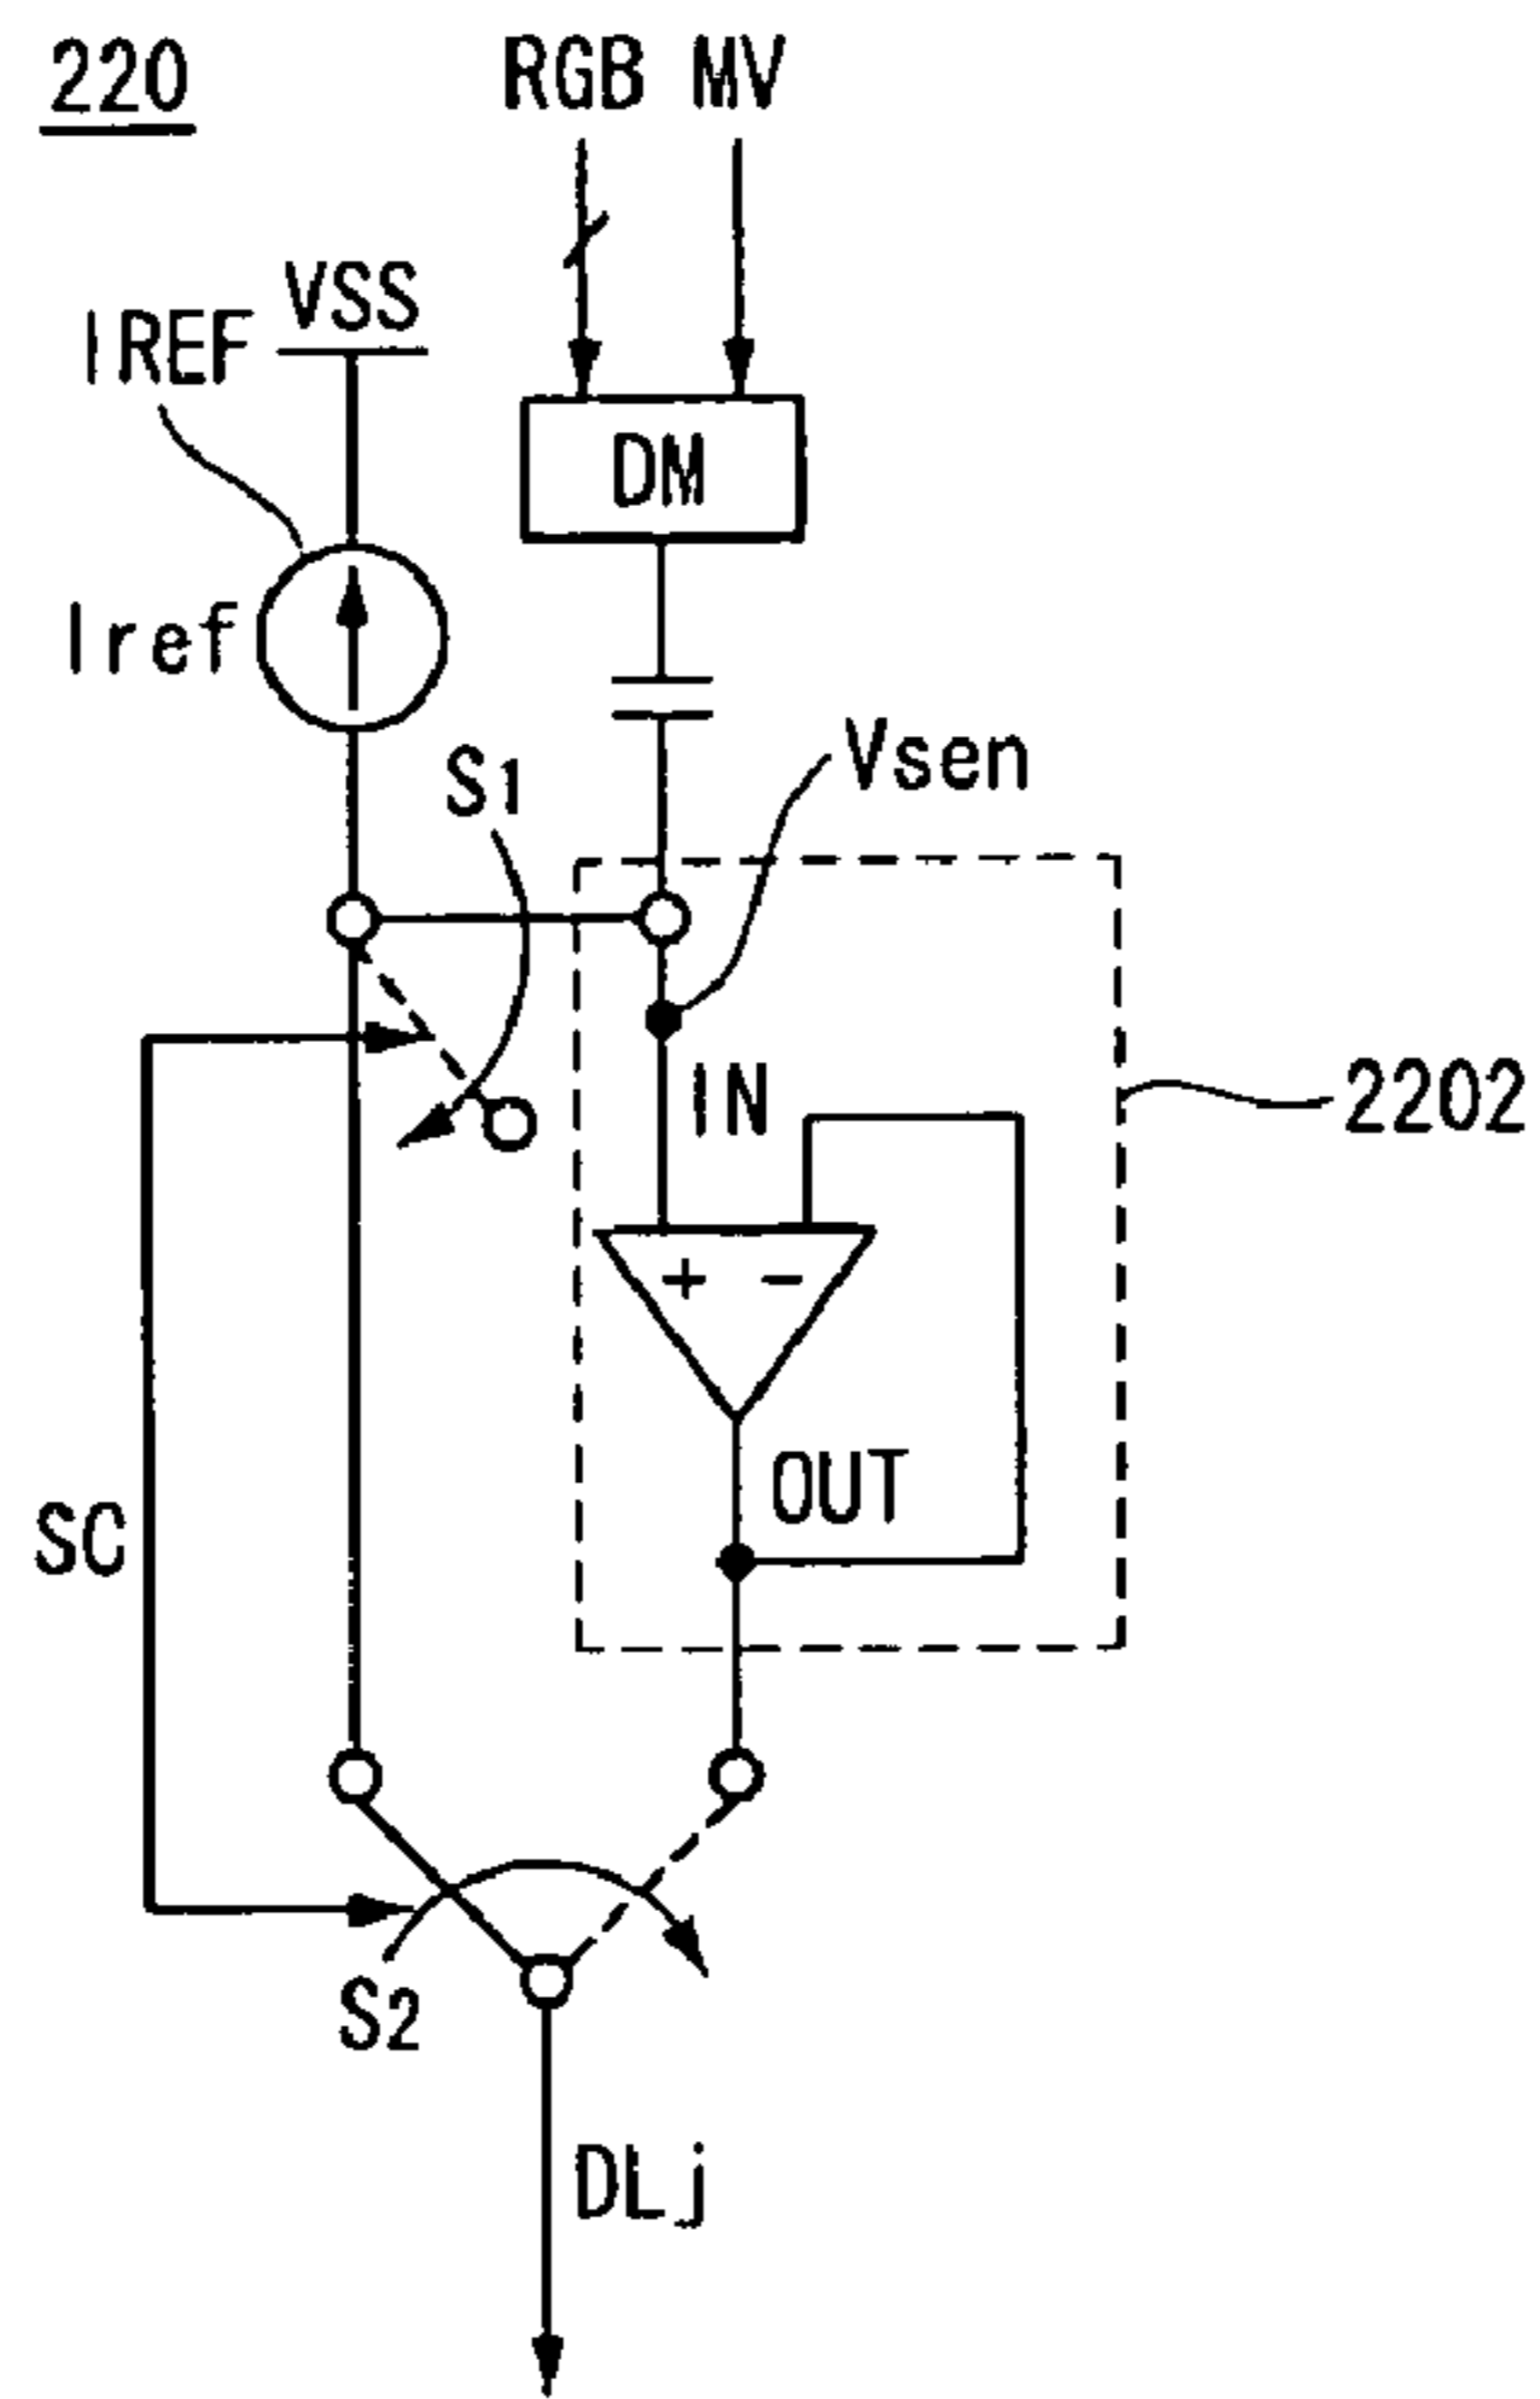 220
RGB MV
VSS
IREF
DM
Iref
Vsen
S1
IN
2202
+ -
OUT
SC
S2
DLj